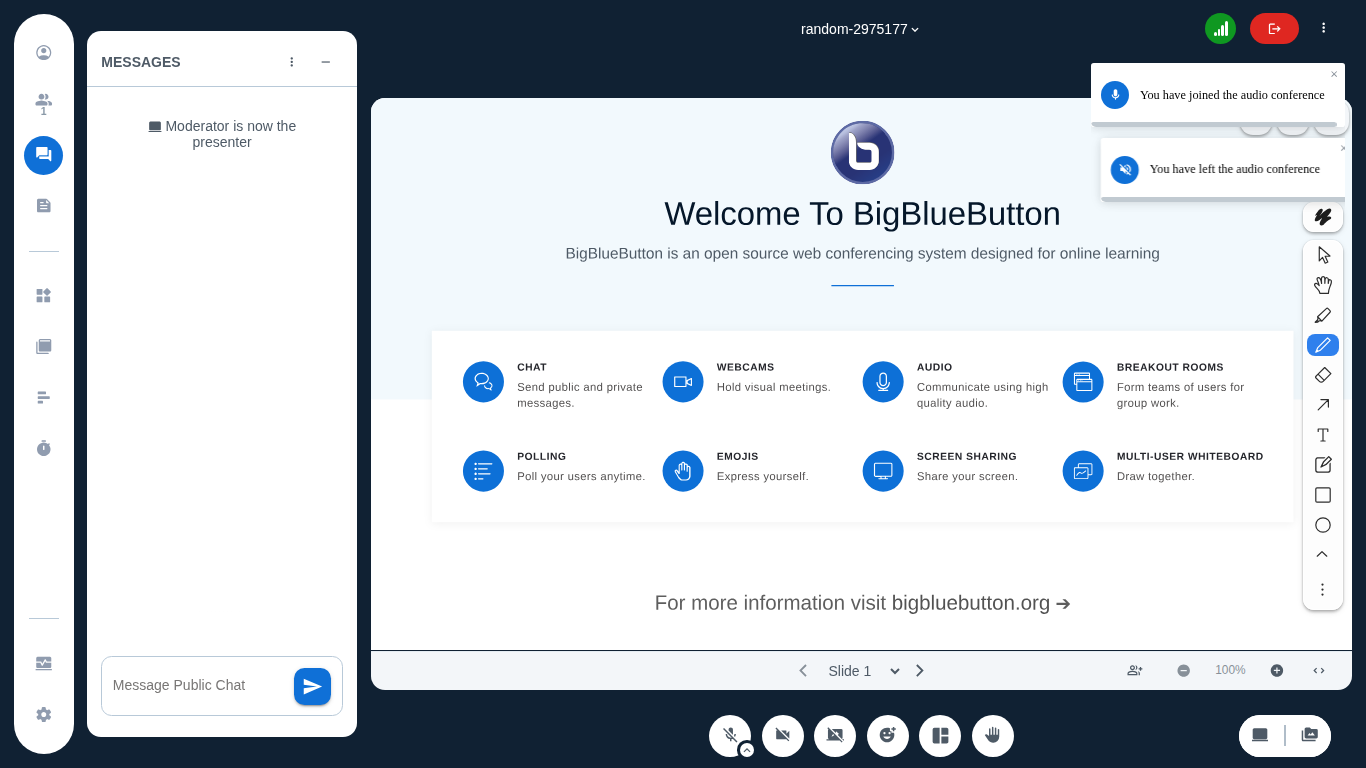 random-2975177
1
MESSAGES
Moderator is now the
presenter
Message Public Chat
You have joined the audio conference
You have left the audio conference
Welcome To BigBlueButton
BigBlueButton is an open source web conferencing system designed for online learning
CHAT
Send public and private
messages.
WEBCAMS
Hold visual meetings.
AUDIO
Communicate using high
quality audio.
BREAKOUT ROOMS
Form teams of users for
group work.
POLLING
Poll your users anytime.
EMOJIS
Express yourself.
SCREEN SHARING
Share your screen.
MULTI-USER WHITEBOARD
Draw together.
For more information visit bigbluebutton.org ➔
Slide 1
100%